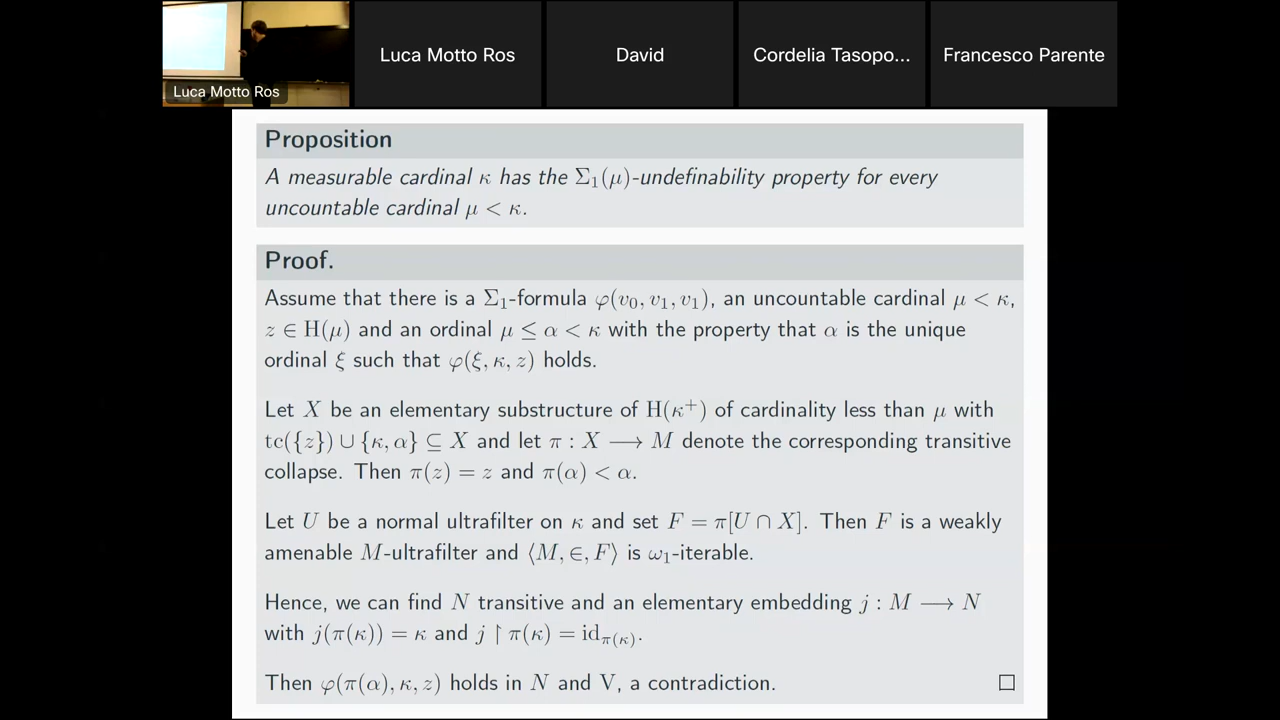 Luca Motto Ros
Luca Motto Ros
David
Cordelia Tasopo...
Francesco Parente
Proposition
A measurable cardinal κ has the Σ₁(μ)-undefinability property for every
uncountable cardinal μ < κ.
Proof.
Assume that there is a Σ₁-formula φ(v₀, v₁, v₁), an uncountable cardinal μ < κ,
z ∈ H(μ) and an ordinal μ ≤ α < κ with the property that α is the unique
ordinal ξ such that φ(ξ, κ, z) holds.
Let X be an elementary substructure of H(κ⁺) of cardinality less than μ with
tc({z}) ∪ {κ, α} ⊆ X and let π : X ⟶ M denote the corresponding transitive
collapse. Then π(z) = z and π(α) < α.
Let U be a normal ultrafilter on κ and set F = π[U ∩ X]. Then F is a weakly
amenable M-ultrafilter and ⟨M, ∈, F⟩ is ω₁-iterable.
Hence, we can find N transitive and an elementary embedding j : M ⟶ N
with j(π(κ)) = κ and j ↾ π(κ) = id_π(κ).
Then φ(π(α), κ, z) holds in N and V, a contradiction. □